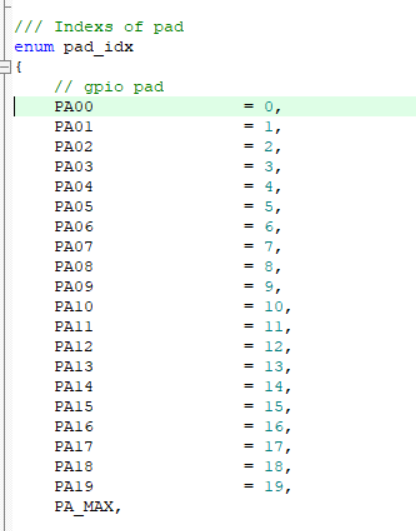 /// Indexs of pad
enum pad_idx
{
// gpio pad
PA00 = 0,
PA01 = 1,
PA02 = 2,
PA03 = 3,
PA04 = 4,
PA05 = 5,
PA06 = 6,
PA07 = 7,
PA08 = 8,
PA09 = 9,
PA10 = 10,
PA11 = 11,
PA12 = 12,
PA13 = 13,
PA14 = 14,
PA15 = 15,
PA16 = 16,
PA17 = 17,
PA18 = 18,
PA19 = 19,
PA_MAX,